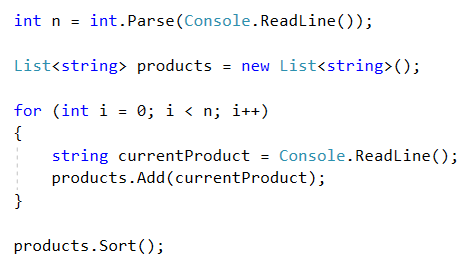 int n = int.Parse(Console.ReadLine());
List<string> products = new List<string>();
for (int i = 0; i < n; i++)
{
    string currentProduct = Console.ReadLine();
    products.Add(currentProduct);
}
products.Sort();